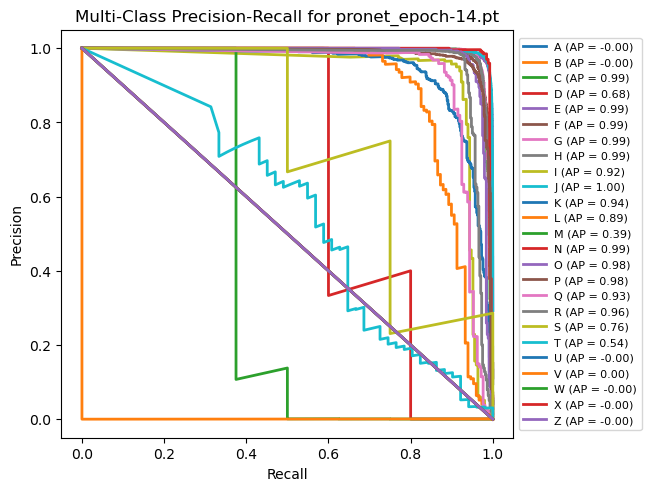 Multi-Class Precision-Recall for pronet_epoch-14.pt
Precision
1.0
0.8
0.6
0.4
0.2
0.0
0.0 0.2 0.4 0.6 0.8 1.0
Recall
A (AP = -0.00)
B (AP = -0.00)
C (AP = 0.99)
D (AP = 0.68)
E (AP = 0.99)
F (AP = 0.99)
G (AP = 0.99)
H (AP = 0.99)
I (AP = 0.92)
J (AP = 1.00)
K (AP = 0.94)
L (AP = 0.89)
M (AP = 0.39)
N (AP = 0.99)
O (AP = 0.98)
P (AP = 0.98)
Q (AP = 0.93)
R (AP = 0.96)
S (AP = 0.76)
T (AP = 0.54)
U (AP = -0.00)
V (AP = 0.00)
W (AP = -0.00)
X (AP = -0.00)
Z (AP = -0.00)